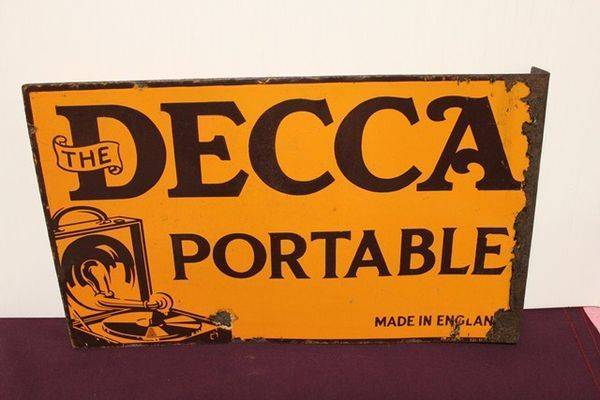 THE
DECCA
PORTABLE
MADE IN ENGLAN